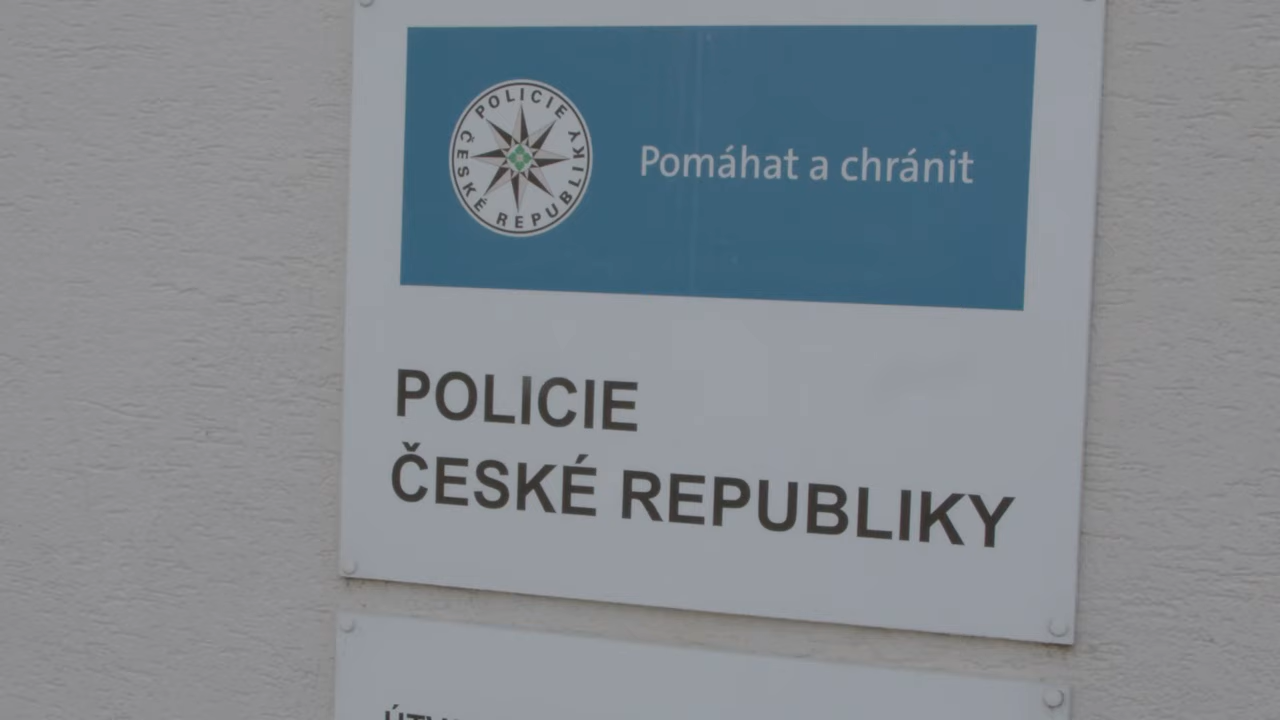 POLICIE ČESKÉ REPUBLIKY
Pomáhat a chránit
POLICIE
ČESKÉ REPUBLIKY